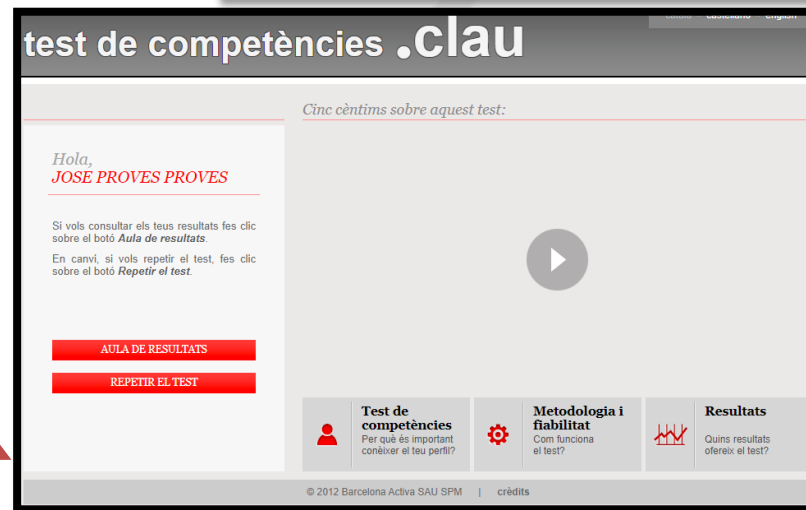 català castellano english
test de competències .clau
Cinc cèntims sobre aquest test:
Hola,
JOSE PROVES PROVES
Si vols consultar els teus resultats fes clic
sobre el botó Aula de resultats.
En canvi, si vols repetir el test, fes clic
sobre el botó Repetir el test.
AULA DE RESULTATS
REPETIR EL TEST
Test de
competències
Per què és important
conèixer el teu perfil?
Metodologia i
fiabilitat
Com funciona
el test?
Resultats
Quins resultats
ofereix el test?
© 2012 Barcelona Activa SAU SPM | crèdits